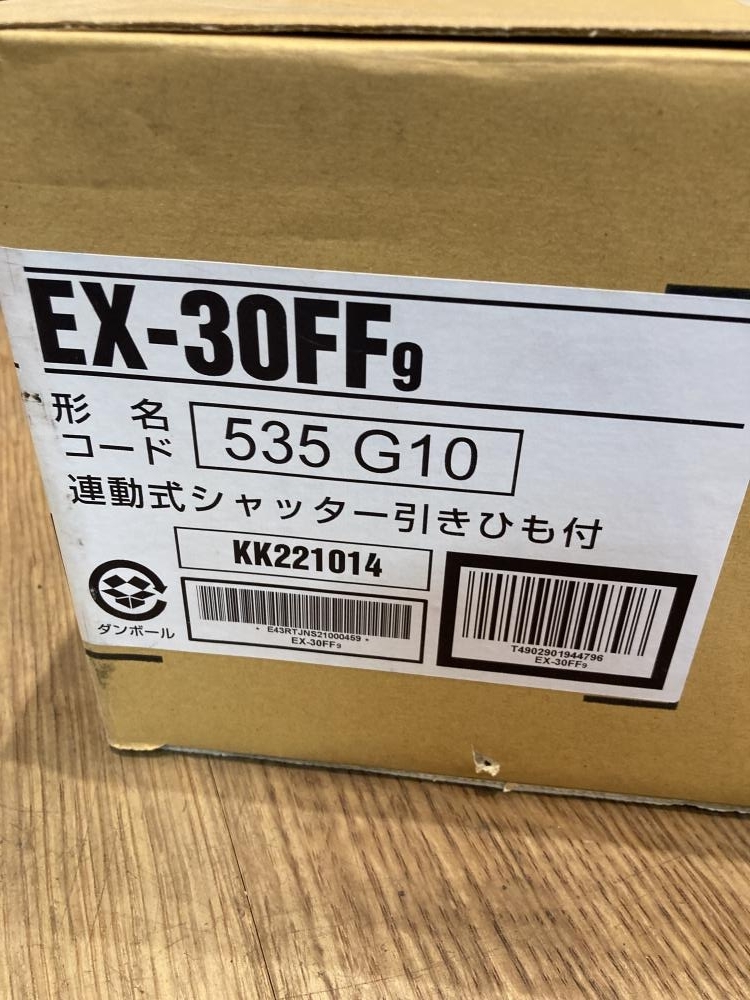 EX-30FF9
形名
コード
535 G10
連動式シャッター引きひも付
KK221014
ダンボール
* E43RTJNS21000459 *
EX-30FF9
T4902901944796
EX-30FF9